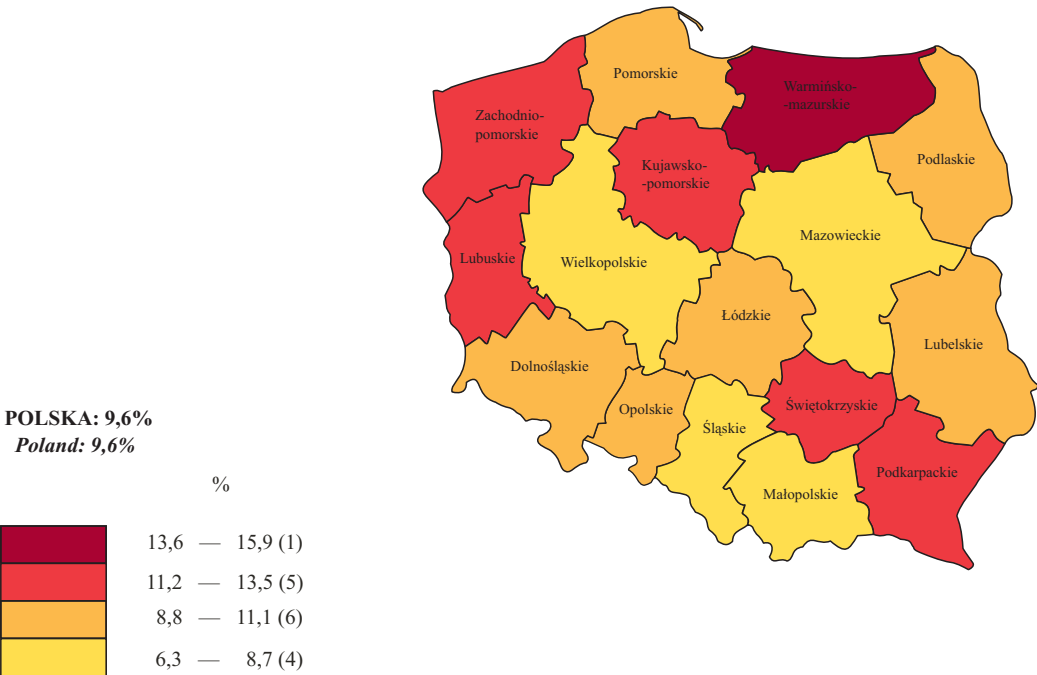 Pomorskie
Warmińsko-
-mazurskie
Zachodnio-
pomorskie
Podlaskie
Kujawsko-
-pomorskie
Mazowieckie
Lubuskie
Wielkopolskie
Łódzkie
Lubelskie
Dolnośląskie
Opolskie
Świętokrzyskie
Śląskie
Podkarpackie
Małopolskie
POLSKA: 9,6%
Poland: 9,6%
%
13,6 — 15,9 (1)
11,2 — 13,5 (5)
8,8 — 11,1 (6)
6,3 — 8,7 (4)